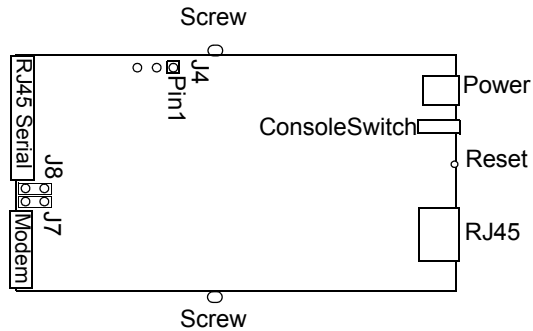 Screw
RJ45 Serial
J4
Pin1
Power
ConsoleSwitch
J8
Reset
J7
Modem
RJ45
Screw